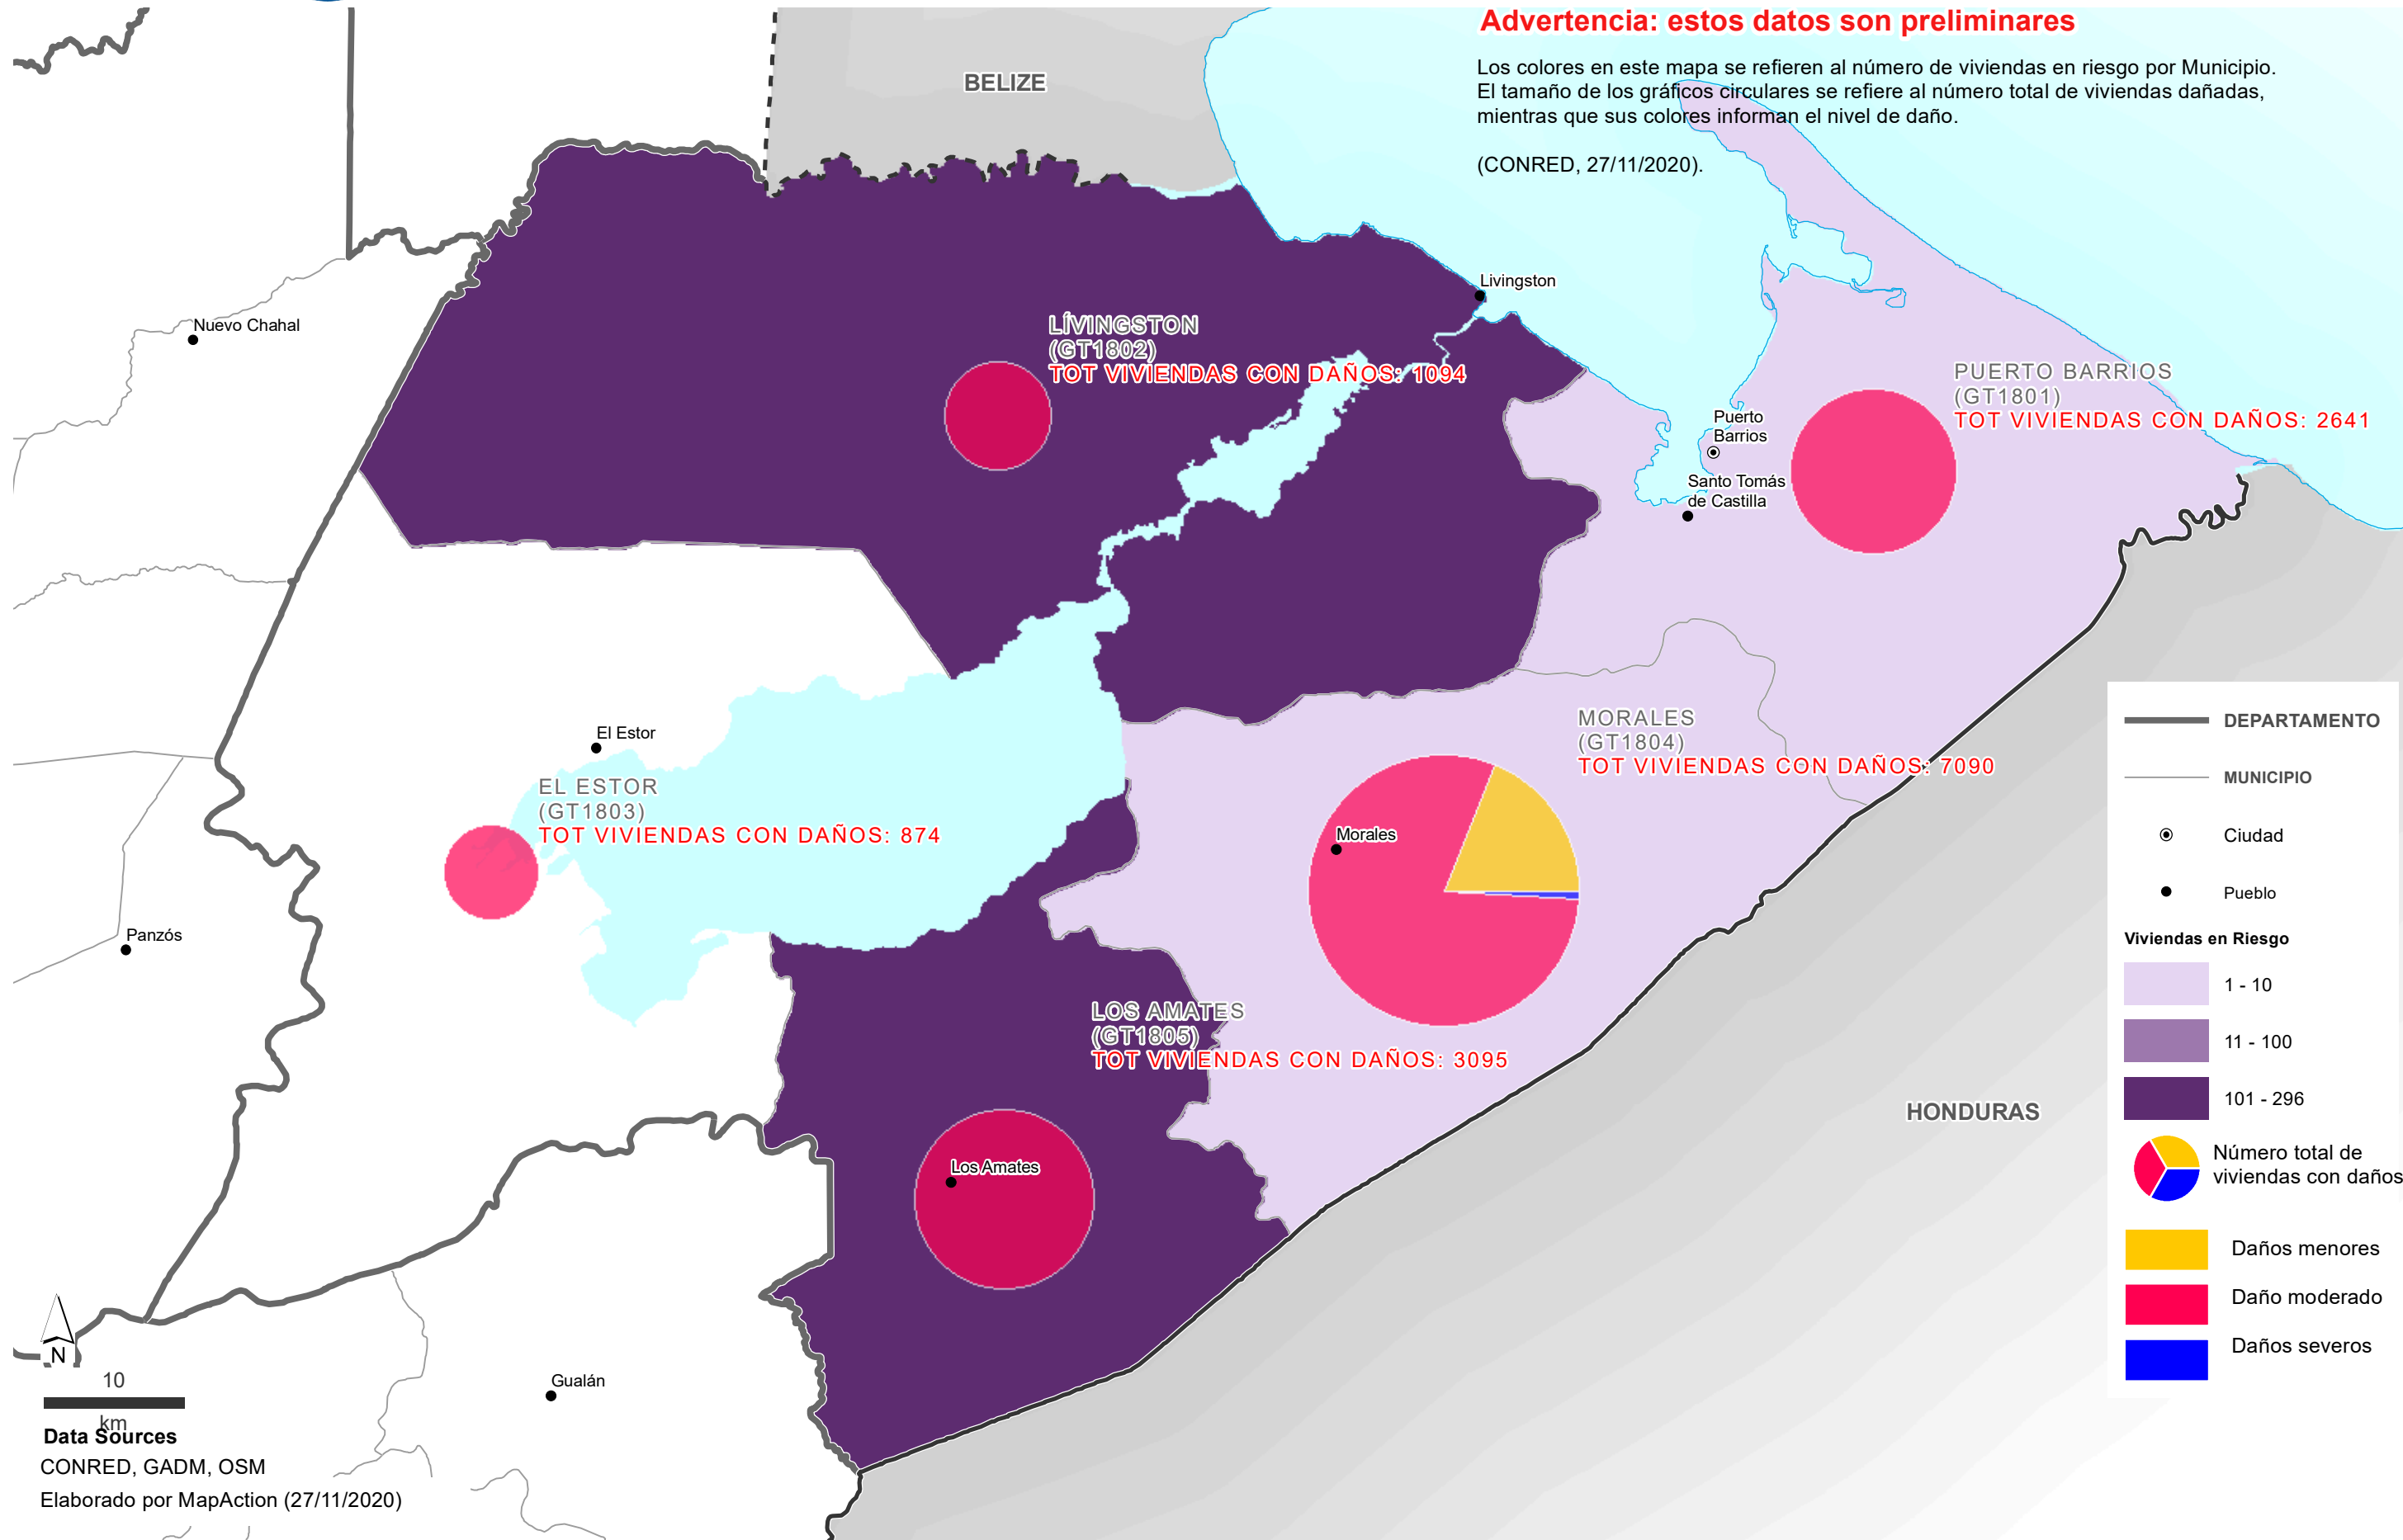 Advertencia: estos datos son preliminares
Los colores en este mapa se refieren al número de viviendas en riesgo por Municipio.
El tamaño de los gráficos circulares se refiere al número total de viviendas dañadas,
mientras que sus colores informan el nivel de daño.
(CONRED, 27/11/2020).
BELIZE
Livingston
Nuevo Chahal
LÍVINGSTON
(GT1802)
TOT VIVIENDAS CON DAÑOS: 1094
PUERTO BARRIOS
(GT1801)
TOT VIVIENDAS CON DAÑOS: 2641
Puerto
Barrios
Santo Tomás
de Castilla
El Estor
EL ESTOR
(GT1803)
TOT VIVIENDAS CON DAÑOS: 874
MORALES
(GT1804)
TOT VIVIENDAS CON DAÑOS: 7090
Morales
Panzós
LOS AMATES
(GT1805)
TOT VIVIENDAS CON DAÑOS: 3095
Los Amates
HONDURAS
Gualán
DEPARTAMENTO
MUNICIPIO
Ciudad
Pueblo
Viviendas en Riesgo
1 - 10
11 - 100
101 - 296
Número total de
viviendas con daños
Daños menores
Daño moderado
Daños severos
N
10
km
Data Sources
CONRED, GADM, OSM
Elaborado por MapAction (27/11/2020)